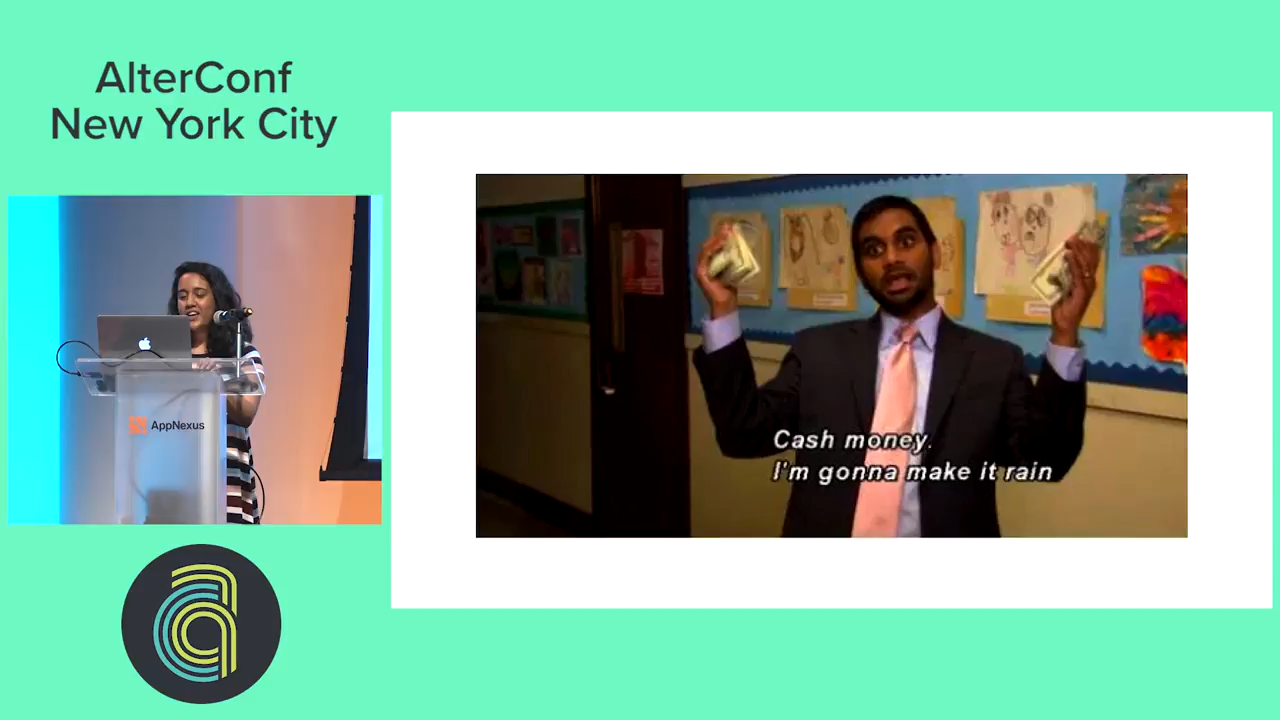 AlterConf
New York City
AppNexus
Cash money.
I'm gonna make it rain